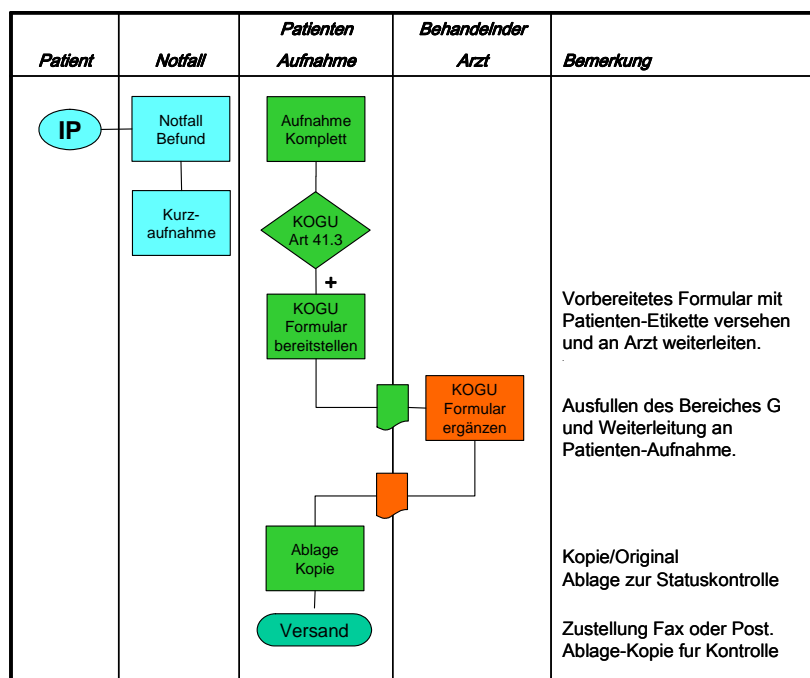 Patient
Notfall
Patienten
Aufnahme
Behandelnder
Arzt
Bemerkung
IP
Notfall
Befund
Aufnahme
Komplett
Kurz-
aufnahme
KOGU
Art 41.3
+
KOGU
Formular
bereitstellen
Vorbereitetes Formular mit
Patienten-Etikette versehen
und an Arzt weiterleiten.
.
KOGU
Formular
ergänzen
Ausfullen des Bereiches G
und Weiterleitung an
Patienten-Aufnahme.
Ablage
Kopie
Kopie/Original
Ablage zur Statuskontrolle
Versand
Zustellung Fax oder Post.
Ablage-Kopie fur Kontrolle